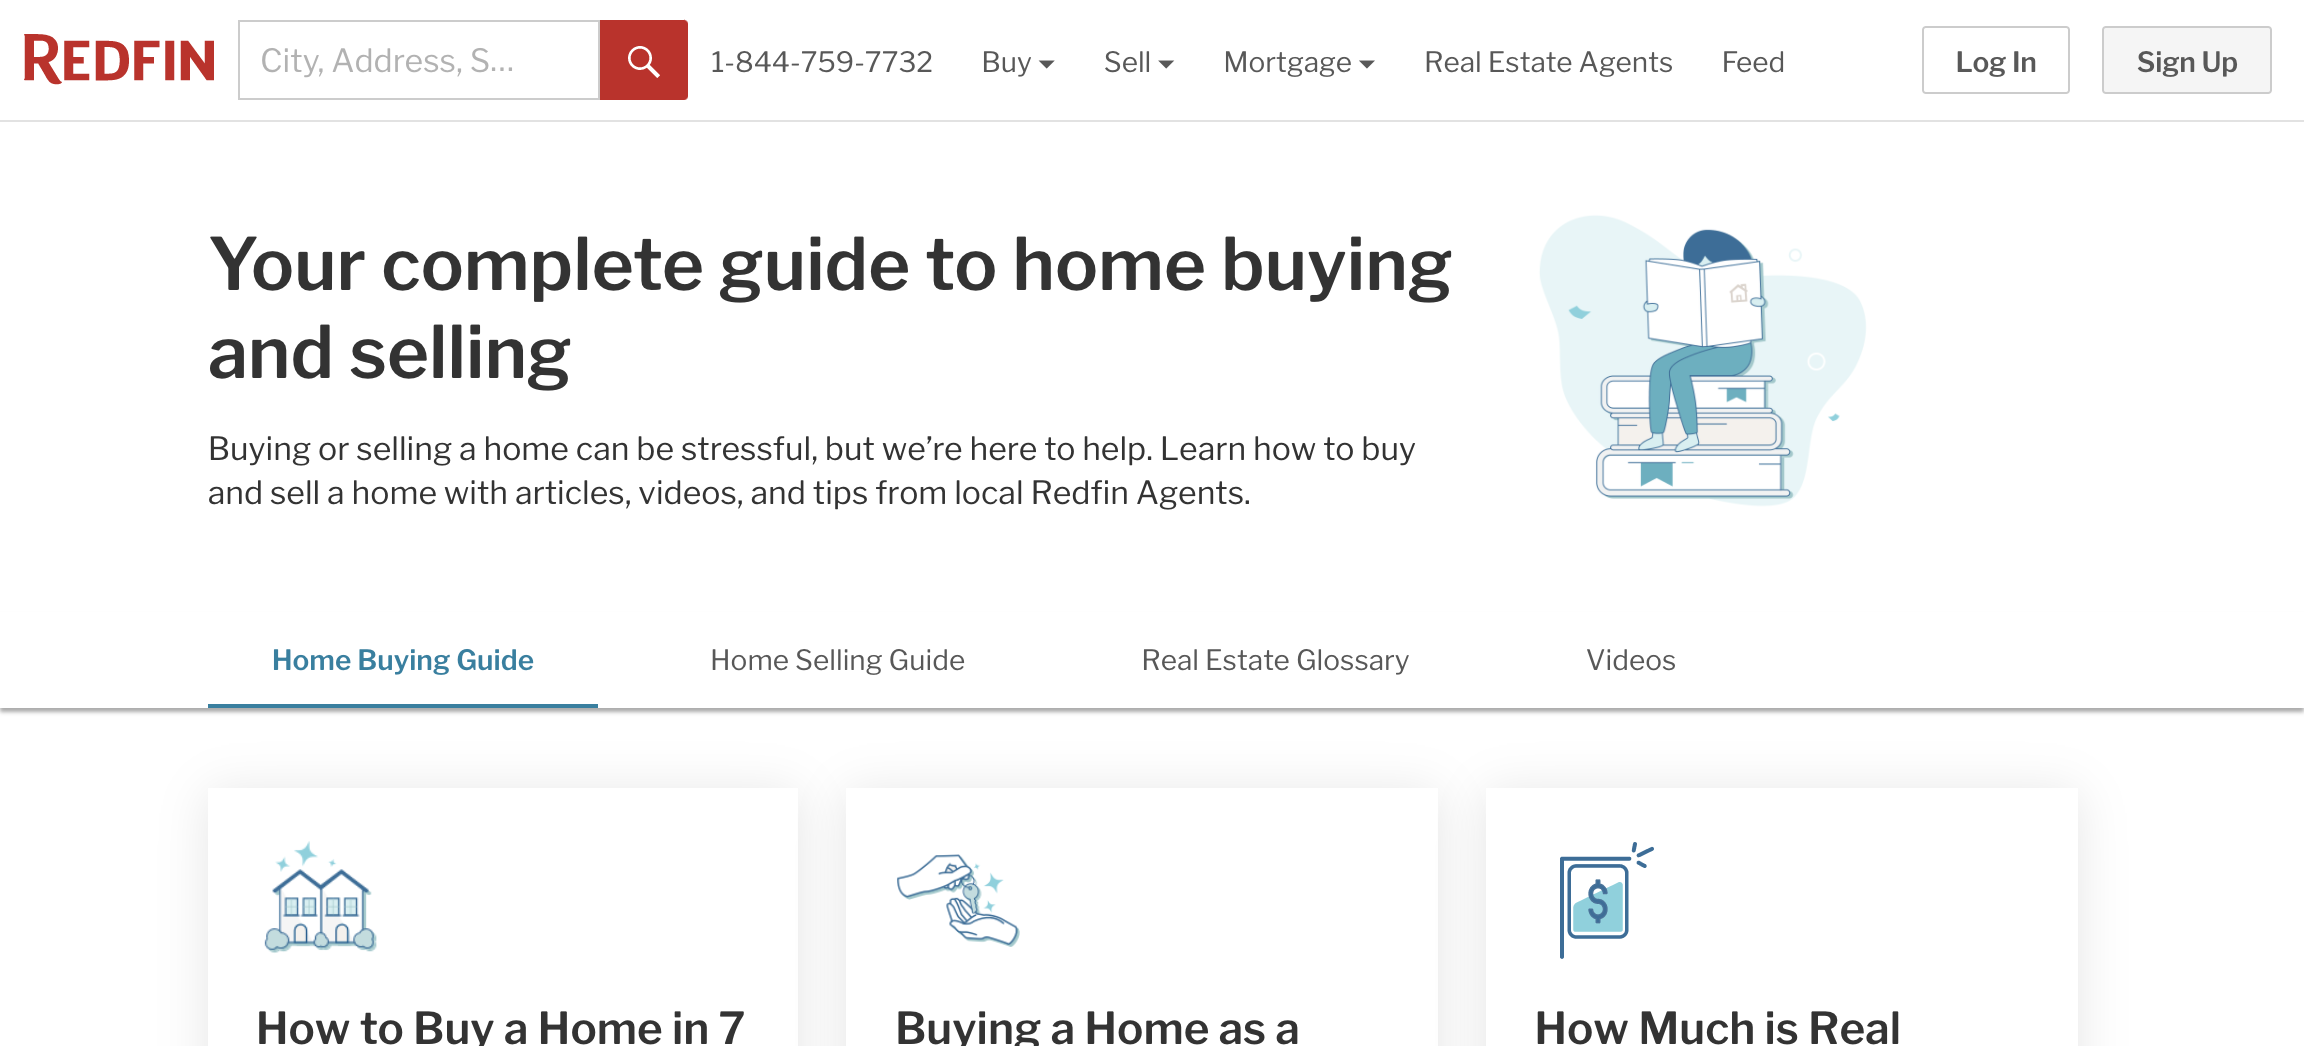 REDFIN
City, Address, S...
1-844-759-7732
Buy
Sell
Mortgage
Real Estate Agents
Feed
Log In
Sign Up
Your complete guide to home buying
and selling
Buying or selling a home can be stressful, but we’re here to help. Learn how to buy
and sell a home with articles, videos, and tips from local Redfin Agents.
Home Buying Guide
Home Selling Guide
Real Estate Glossary
Videos
$
How to Buy a Home in 7
Buying a Home as a
How Much is Real